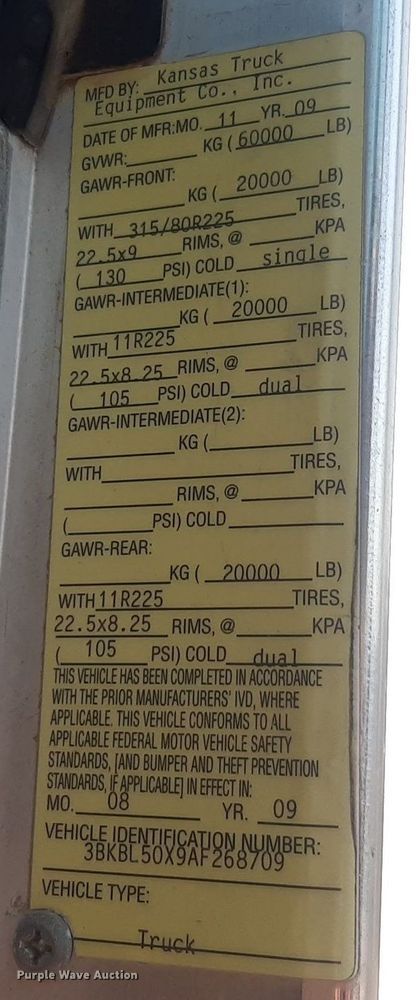 MFD BY: Kansas Truck
Equipment Co., Inc.
DATE OF MFR:MO. 11 YR. 09
GVWR: KG ( 60000 LB)
GAWR-FRONT:
KG ( 20000 LB)
WITH 315/80R225 TIRES,
22.5x9 RIMS, @ KPA
( 130 PSI) COLD single
GAWR-INTERMEDIATE(1):
KG ( 20000 LB)
WITH 11R225 TIRES,
22.5x8.25 RIMS, @ KPA
( 105 PSI) COLD dual
GAWR-INTERMEDIATE(2):
KG ( LB)
WITH TIRES,
RIMS, @ KPA
( PSI) COLD
GAWR-REAR:
KG ( 20000 LB)
WITH 11R225 TIRES,
22.5x8.25 RIMS, @ KPA
( 105 PSI) COLD dual
THIS VEHICLE HAS BEEN COMPLETED IN ACCORDANCE
WITH THE PRIOR MANUFACTURERS' IVD, WHERE
APPLICABLE. THIS VEHICLE CONFORMS TO ALL
APPLICABLE FEDERAL MOTOR VEHICLE SAFETY
STANDARDS, [AND BUMPER AND THEFT PREVENTION
STANDARDS, IF APPLICABLE] IN EFFECT IN:
MO. 08 YR. 09
VEHICLE IDENTIFICATION NUMBER:
3BKBL50X9AF268709
VEHICLE TYPE:
Truck
Purple Wave Auction